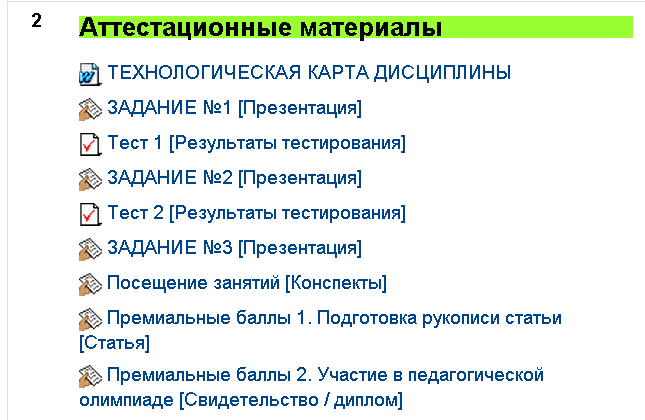 2
Аттестационные материалы
ТЕХНОЛОГИЧЕСКАЯ КАРТА ДИСЦИПЛИНЫ
ЗАДАНИЕ №1 [Презентация]
Тест 1 [Результаты тестирования]
ЗАДАНИЕ №2 [Презентация]
Тест 2 [Результаты тестирования]
ЗАДАНИЕ №3 [Презентация]
Посещение занятий [Конспекты]
Премиальные баллы 1. Подготовка рукописи статьи
[Статья]
Премиальные баллы 2. Участие в педагогической
олимпиаде [Свидетельство / диплом]